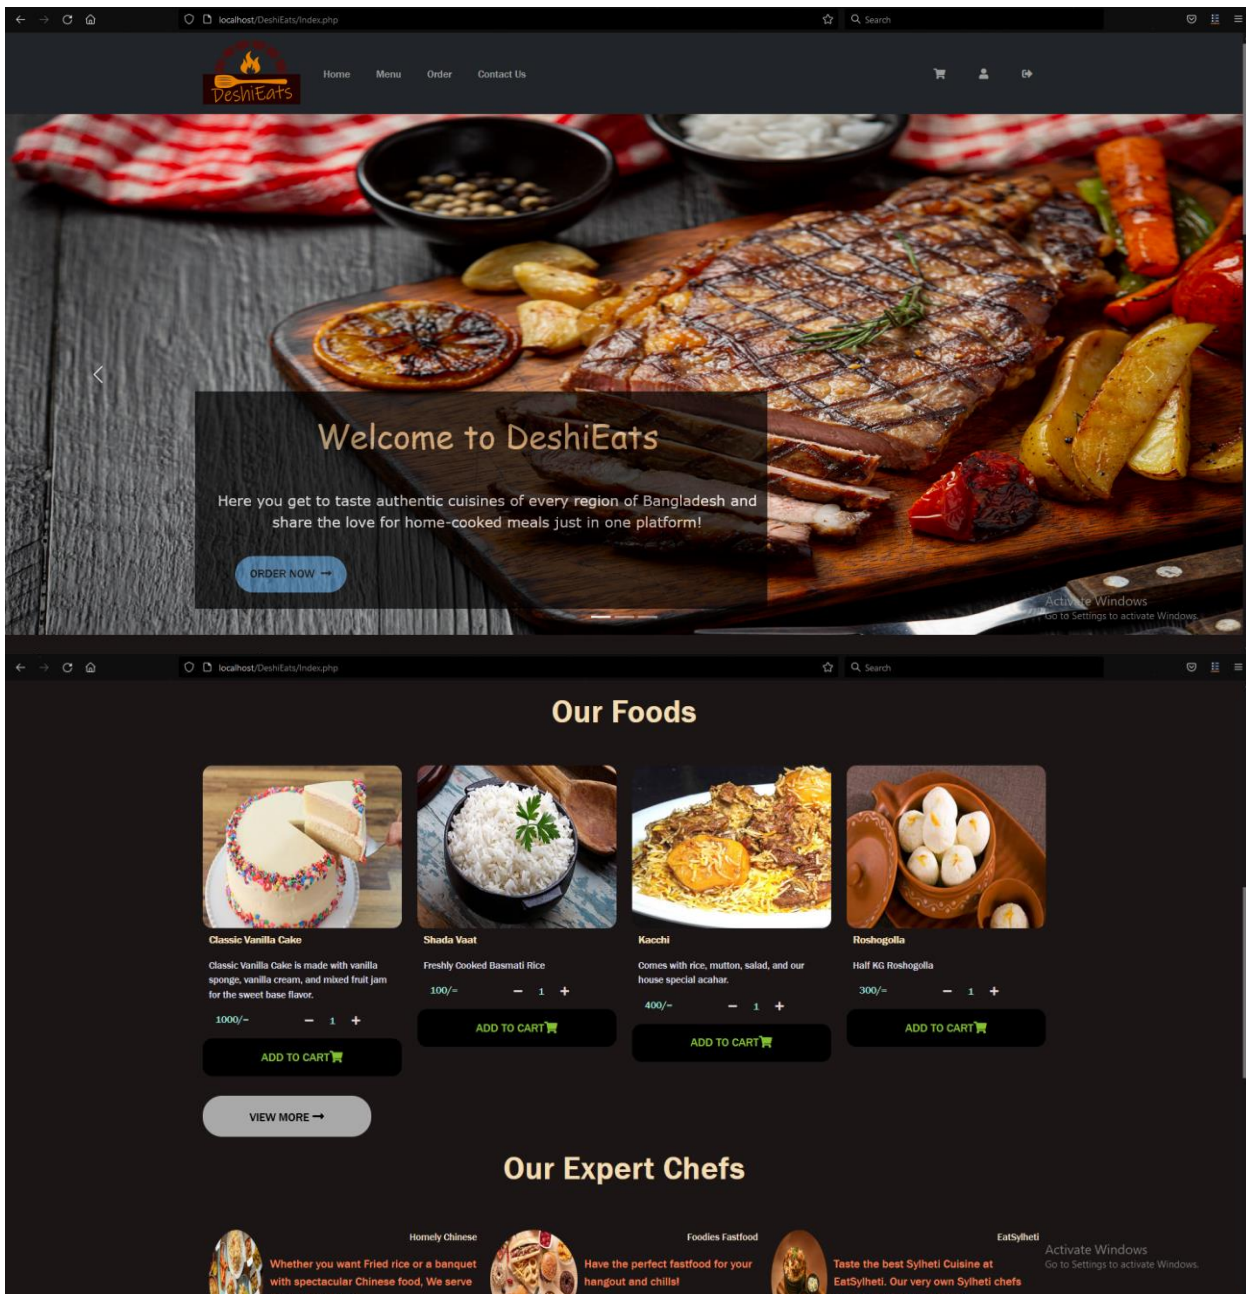 localhost/DeshiEats/Index.php
Search
DeshiEats
Home Menu Order Contact Us
Welcome to DeshiEats
Here you get to taste authentic cuisines of every region of Bangladesh and
share the love for home-cooked meals just in one platform!
ORDER NOW
Activate Windows
Go to Settings to activate Windows.
localhost/DeshiEats/Index.php
Search
Our Foods
Classic Vanilla Cake
Classic Vanilla Cake is made with vanilla
sponge, vanilla cream, and mixed fruit jam
for the sweet base flavor.
1000/= − 1 +
ADD TO CART
Shada Vaat
Freshly Cooked Basmati Rice
100/= − 1 +
ADD TO CART
Kacchi
Comes with rice, mutton, salad, and our
house special acahar.
400/= − 1 +
ADD TO CART
Roshogolla
Half KG Roshogolla
300/= − 1 +
ADD TO CART
VIEW MORE
Our Expert Chefs
Homely Chinese
Whether you want Fried rice or a banquet
with spectacular Chinese food, We serve
Foodies Fastfood
Have the perfect fastfood for your
hangout and chills!
EatSylheti
Taste the best Sylheti Cuisine at
EatSylheti. Our very own Sylheti chefs
Activate Windows
Go to Settings to activate Windows.